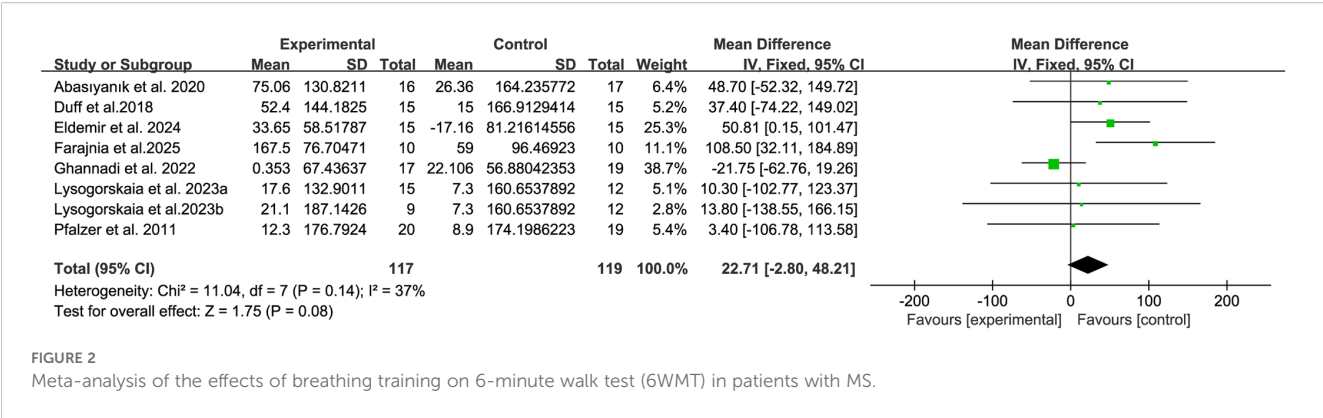 Experimental Control Mean Difference Mean Difference
Study or Subgroup Mean SD Total Mean SD Total Weight IV, Fixed, 95% CI IV, Fixed, 95% CI
Abasıyanık et al. 2020 75.06 130.8211 16 26.36 164.235772 17 6.4% 48.70 [-52.32, 149.72]
Duff et al.2018 52.4 144.1825 15 15 166.9129414 15 5.2% 37.40 [-74.22, 149.02]
Eldemir et al. 2024 33.65 58.51787 15 -17.16 81.21614556 15 25.3% 50.81 [0.15, 101.47]
Farajnia et al.2025 167.5 76.70471 10 59 96.46923 10 11.1% 108.50 [32.11, 184.89]
Ghannadi et al. 2022 0.353 67.43637 17 22.106 56.88042353 19 38.7% -21.75 [-62.76, 19.26]
Lysogorskaia et al. 2023a 17.6 132.9011 15 7.3 160.6537892 12 5.1% 10.30 [-102.77, 123.37]
Lysogorskaia et al.2023b 21.1 187.1426 9 7.3 160.6537892 12 2.8% 13.80 [-138.55, 166.15]
Pfalzer et al. 2011 12.3 176.7924 20 8.9 174.1986223 19 5.4% 3.40 [-106.78, 113.58]
Total (95% CI) 117 119 100.0% 22.71 [-2.80, 48.21]
Heterogeneity: Chi² = 11.04, df = 7 (P = 0.14); I² = 37%
Test for overall effect: Z = 1.75 (P = 0.08)
-200 -100 0 100 200
Favours [experimental] Favours [control]
FIGURE 2
Meta-analysis of the effects of breathing training on 6-minute walk test (6WMT) in patients with MS.